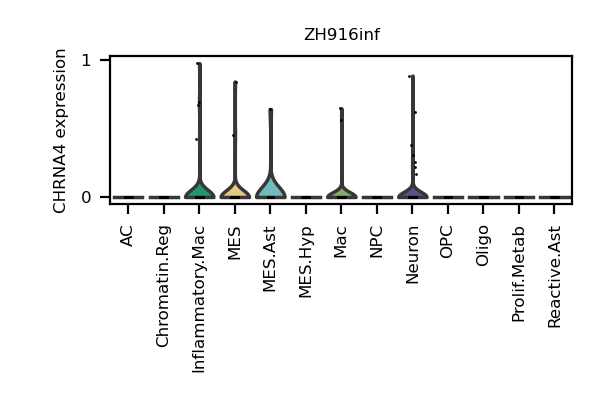 ZH916inf
CHRNA4 expression
1
0
AC
Chromatin.Reg
Inflammatory.Mac
MES
MES.Ast
MES.Hyp
Mac
NPC
Neuron
OPC
Oligo
Prolif.Metab
Reactive.Ast